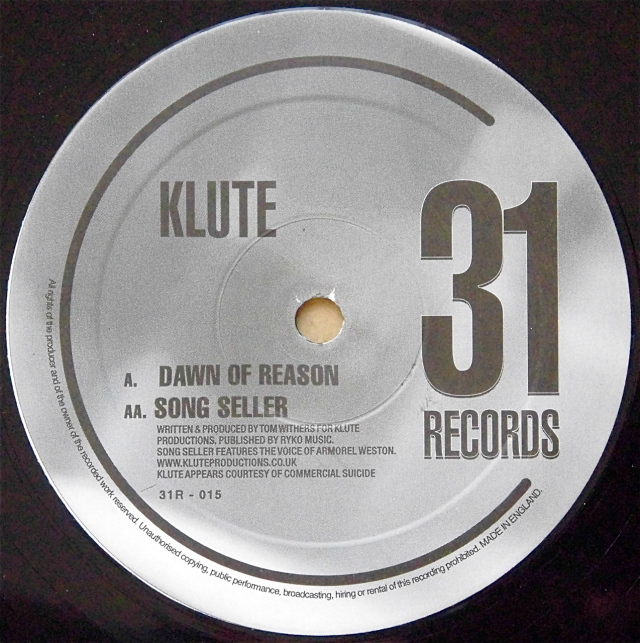 KLUTE
31
RECORDS
A. DAWN OF REASON
AA. SONG SELLER
WRITTEN & PRODUCED BY TOM WITHERS FOR KLUTE
PRODUCTIONS. PUBLISHED BY RYKO MUSIC.
SONG SELLER FEATURES THE VOICE OF ARMOREL WESTON.
WWW.KLUTEPRODUCTIONS.CO.UK
KLUTE APPEARS COURTESY OF COMMERCIAL SUICIDE
31R - 015
All rights of the producer and of the owner of the recorded work reserved. Unauthorised copying, public performance, broadcasting, hiring or rental of this recording prohibited. MADE IN ENGLAND.